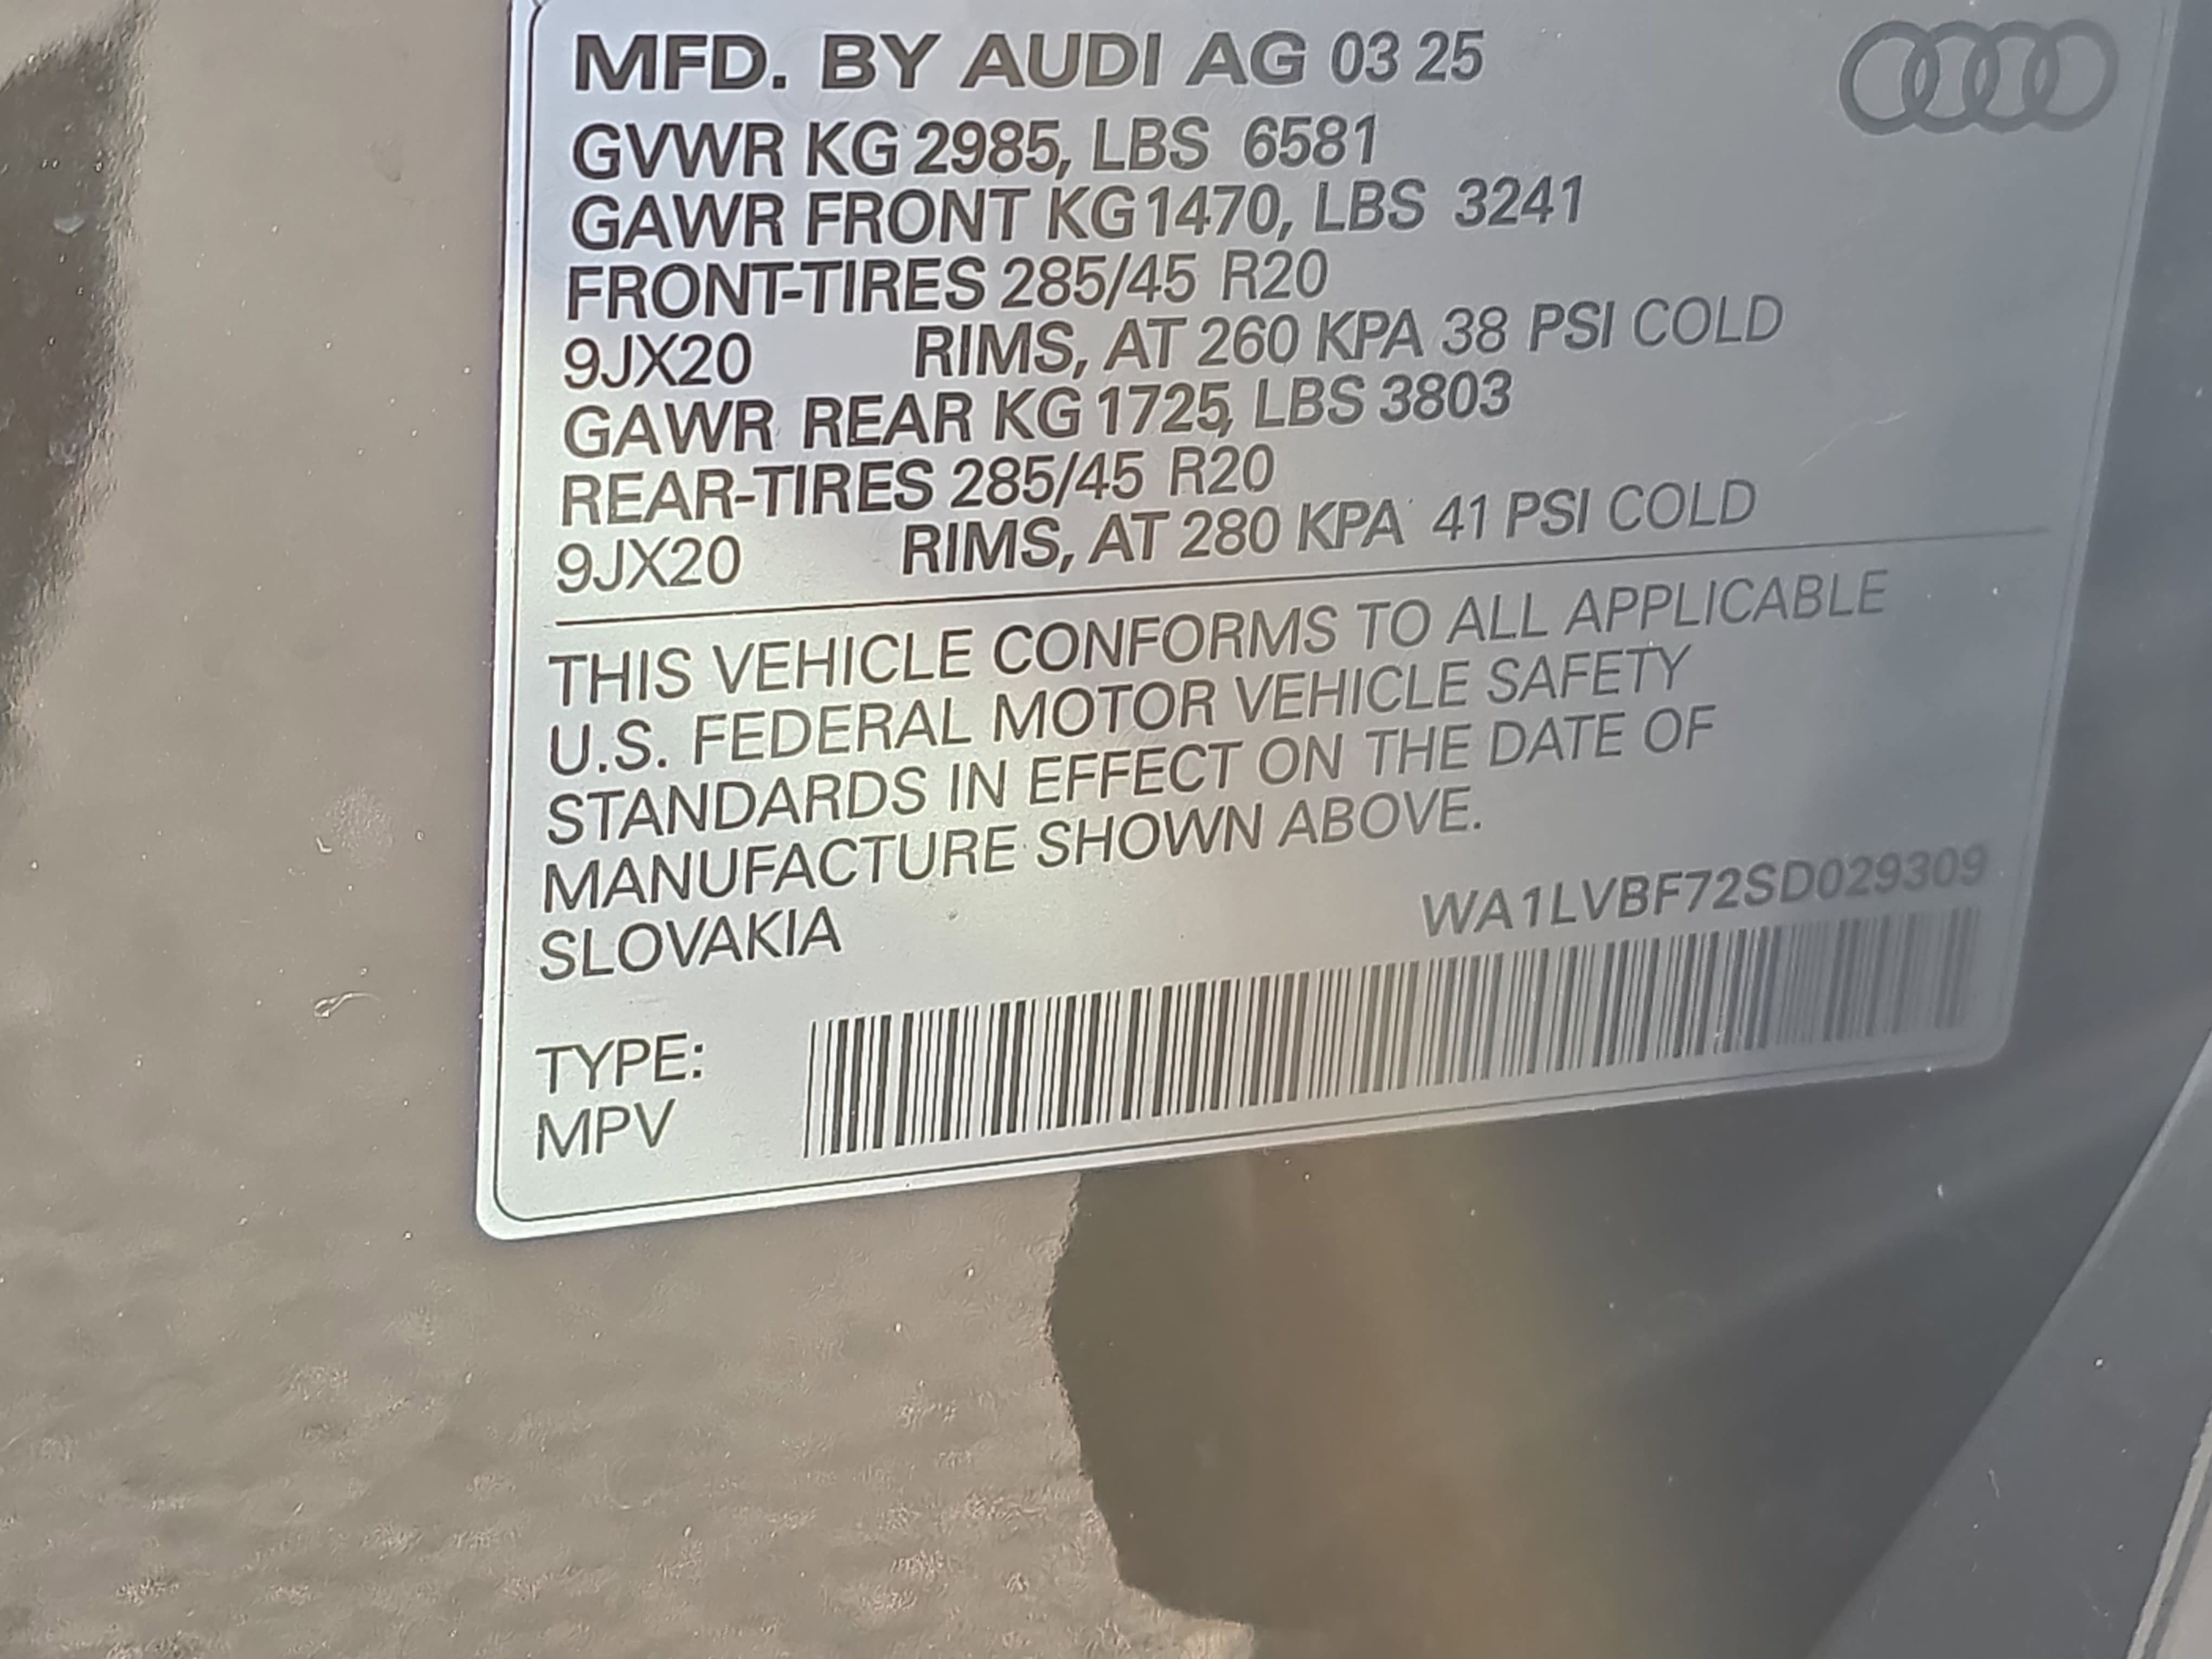 MFD. BY AUDI AG 03 25
GVWR KG 2985, LBS 6581
GAWR FRONT KG 1470, LBS 3241
FRONT-TIRES 285/45 R20
9JX20 RIMS, AT 260 KPA 38 PSI COLD
GAWR REAR KG 1725, LBS 3803
REAR-TIRES 285/45 R20
9JX20 RIMS, AT 280 KPA 41 PSI COLD
THIS VEHICLE CONFORMS TO ALL APPLICABLE
U.S. FEDERAL MOTOR VEHICLE SAFETY
STANDARDS IN EFFECT ON THE DATE OF
MANUFACTURE SHOWN ABOVE.
SLOVAKIA WA1LVBF72SD029309
TYPE:
MPV